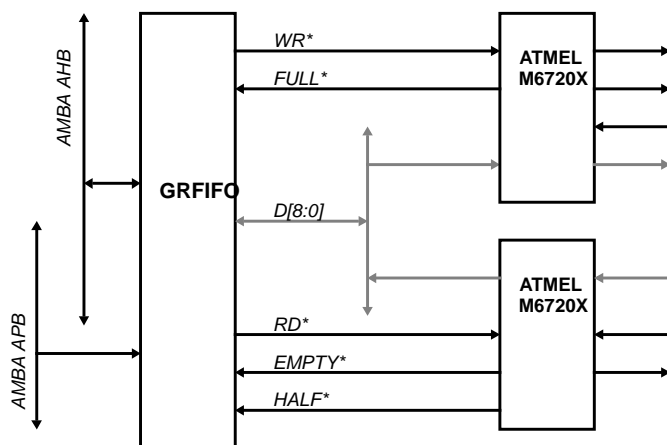 AMBA AHB
AMBA APB
GRFIFO
WR*
FULL*
D[8:0]
RD*
EMPTY*
HALF*
ATMEL
M6720X
ATMEL
M6720X